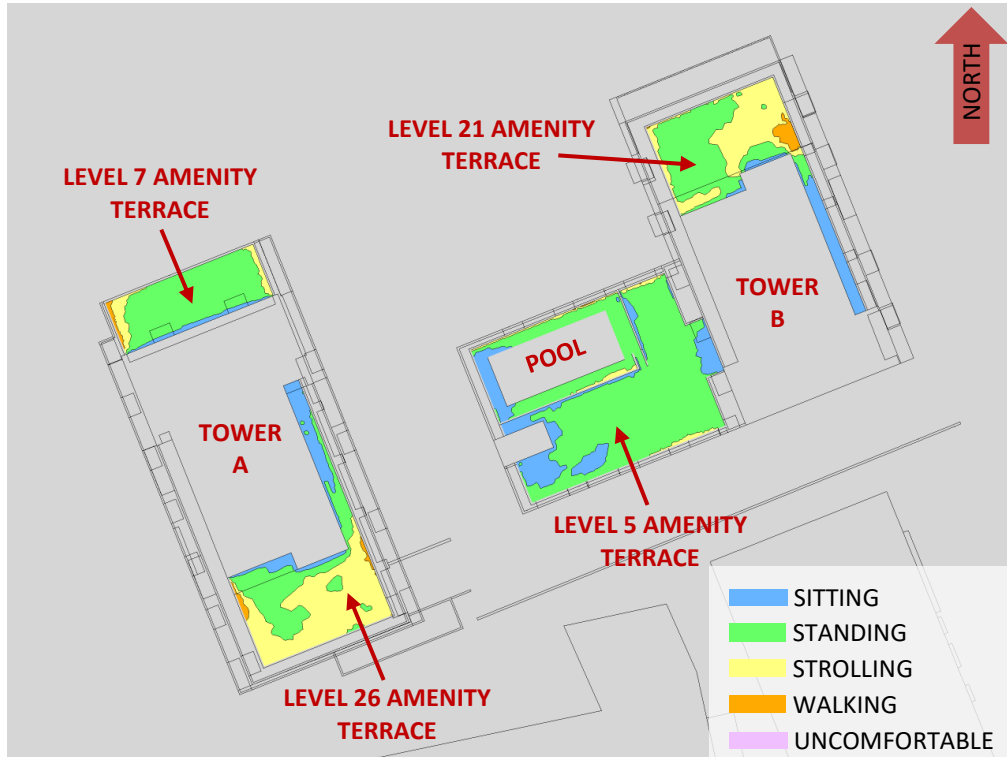 NORTH
LEVEL 21 AMENITY
TERRACE
LEVEL 7 AMENITY
TERRACE
TOWER
B
POOL
TOWER
A
LEVEL 5 AMENITY
TERRACE
LEVEL 26 AMENITY
TERRACE
SITTING
STANDING
STROLLING
WALKING
UNCOMFORTABLE